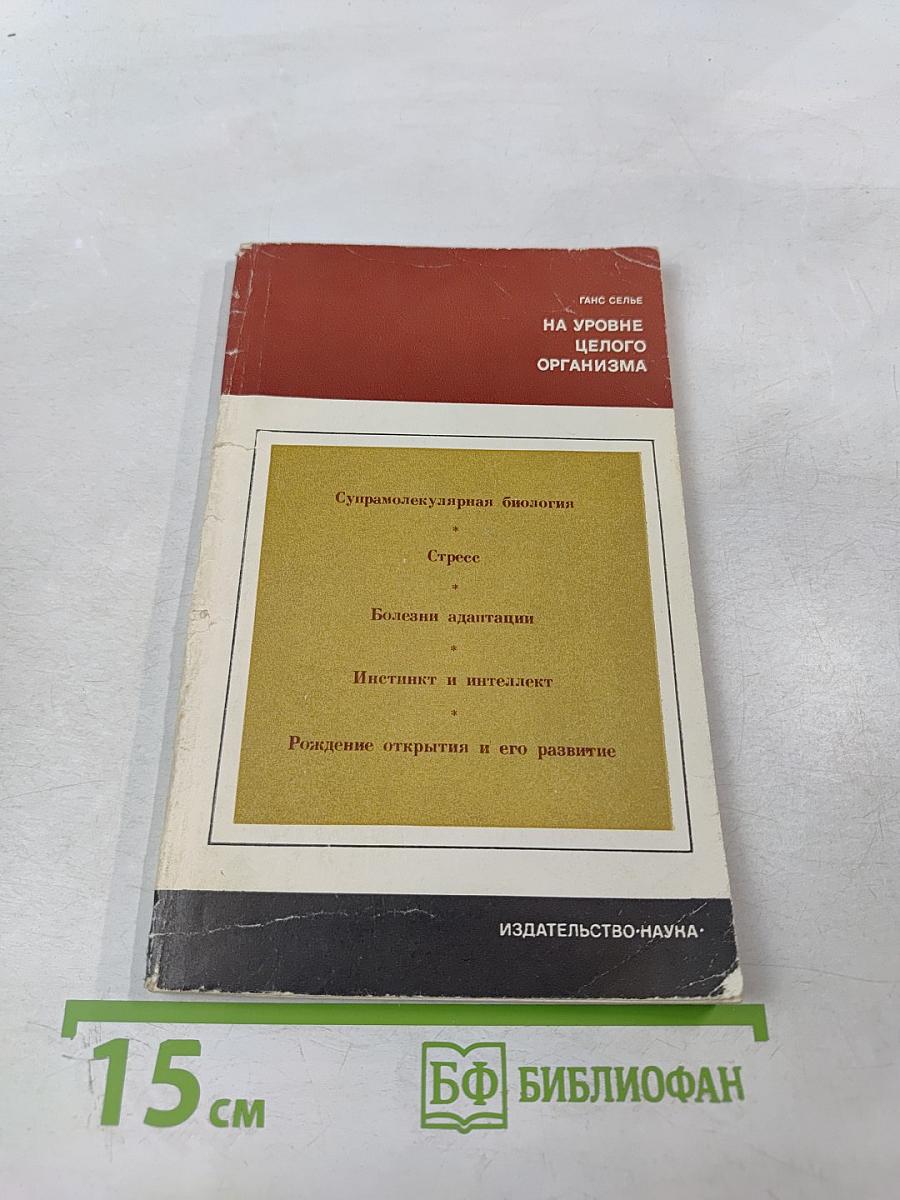 ГАНС СЕЛЬЕ
НА УРОВНЕ
ЦЕЛОГО
ОРГАНИЗМА
Супрамолекулярная биология
*
Стресс
*
Болезни адаптации
*
Инстинкт и интеллект
*
Рождение открытия и его развитие
ИЗДАТЕЛЬСТВО·НАУКА·
15 см
БФ БИБЛИОФАН